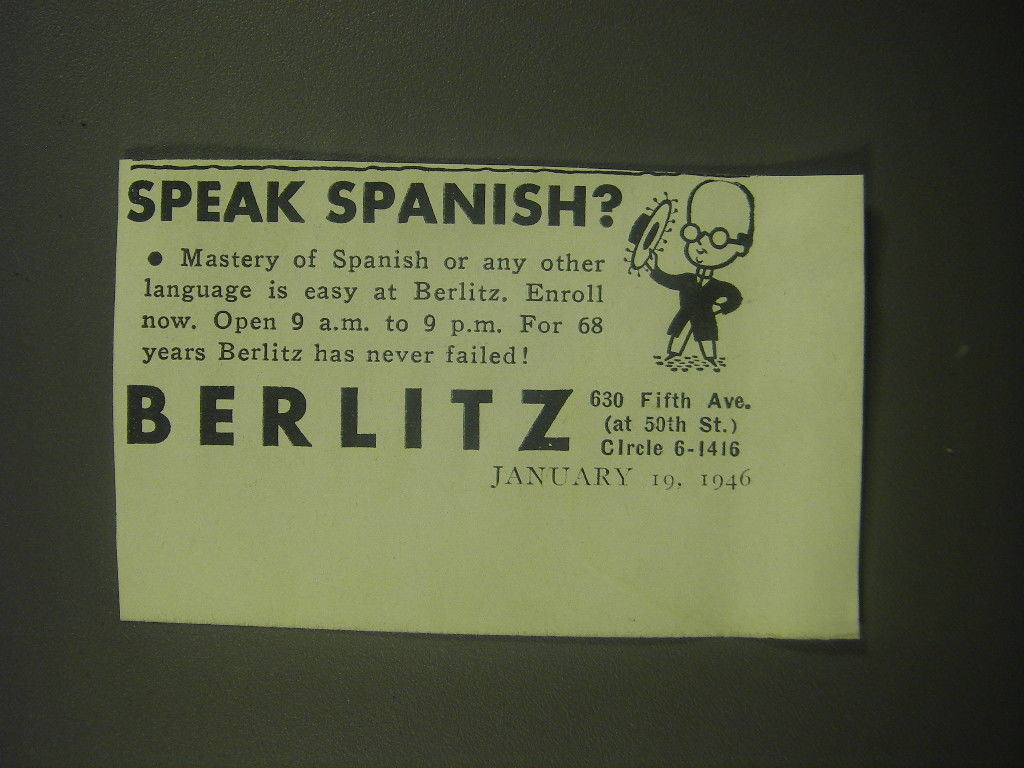 SPEAK SPANISH?
● Mastery of Spanish or any other
language is easy at Berlitz. Enroll
now. Open 9 a.m. to 9 p.m. For 68
years Berlitz has never failed!
BERLITZ
630 Fifth Ave.
(at 50th St.)
CIrcle 6-1416
JANUARY 19, 1946